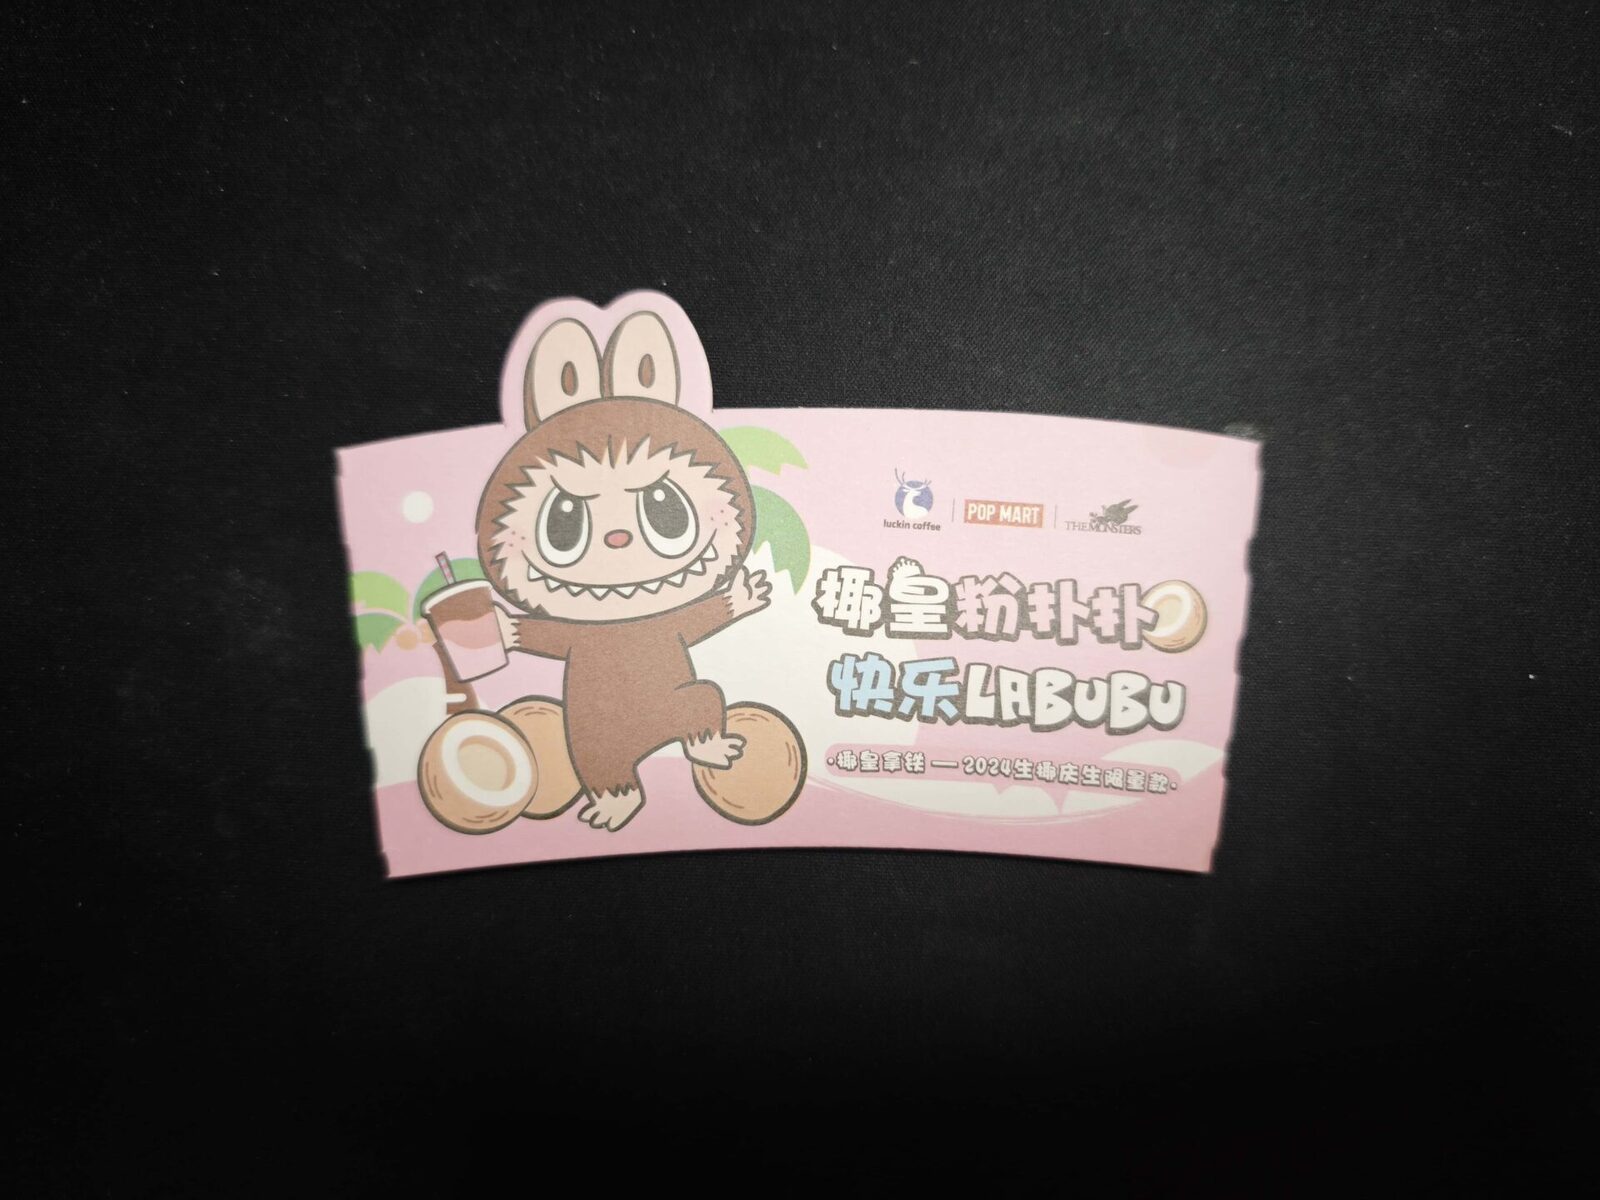 luckin coffee
POP MART
THE MONSTERS
椰皇粉扑扑
快乐LABUBU
·椰皇拿铁 — 2024生椰庆生限量款·